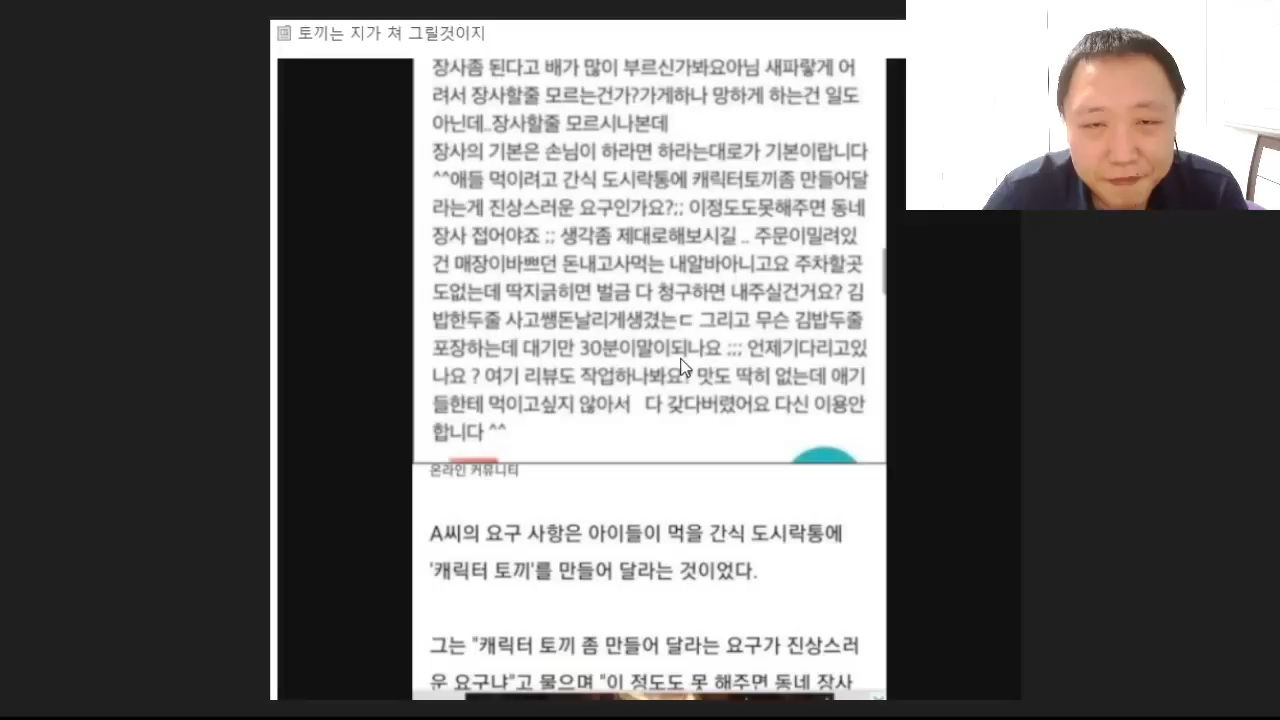 토끼는 지가 쳐 그릴것이지
장사좀 된다고 배가 많이 부르신가봐요아님 새파랗게 어
려서 장사할줄 모르는건가?가게하나 망하게 하는건 일도
아닌데..장사할줄 모르시나본데
장사의 기본은 손님이 하라면 하라는대로가 기본이랍니다
^^애들 먹이려고 간식 도시락통에 캐릭터토끼좀 만들어달
라는게 진상스러운 요구인가요?;; 이정도도못해주면 동네
장사 접어야죠 ;; 생각좀 제대로해보시길 .. 주문이밀려있
건 매장이바쁘던 돈내고사먹는 내알바아니고요 주차할곳
도없는데 딱지긁히면 벌금 다 청구하면 내주실건거요? 김
밥한두줄 사고쌩돈날리게생겼는ㄷ 그리고 무슨 김밥두줄
포장하는데 대기만 30분이말이되나요 ;;; 언제기다리고있
나요 ? 여기 리뷰도 작업하나봐요? 맛도 딱히 없는데 애기
들한테 먹이고싶지 않아서 다 갖다버렸어요 다신 이용안
합니다 ^^
온라인 커뮤니티
A씨의 요구 사항은 아이들이 먹을 간식 도시락통에
'캐릭터 토끼'를 만들어 달라는 것이었다.
그는 "캐릭터 토끼 좀 만들어 달라는 요구가 진상스러
운 요구냐"고 물으며 "이 정도도 못 해주면 동네 장사